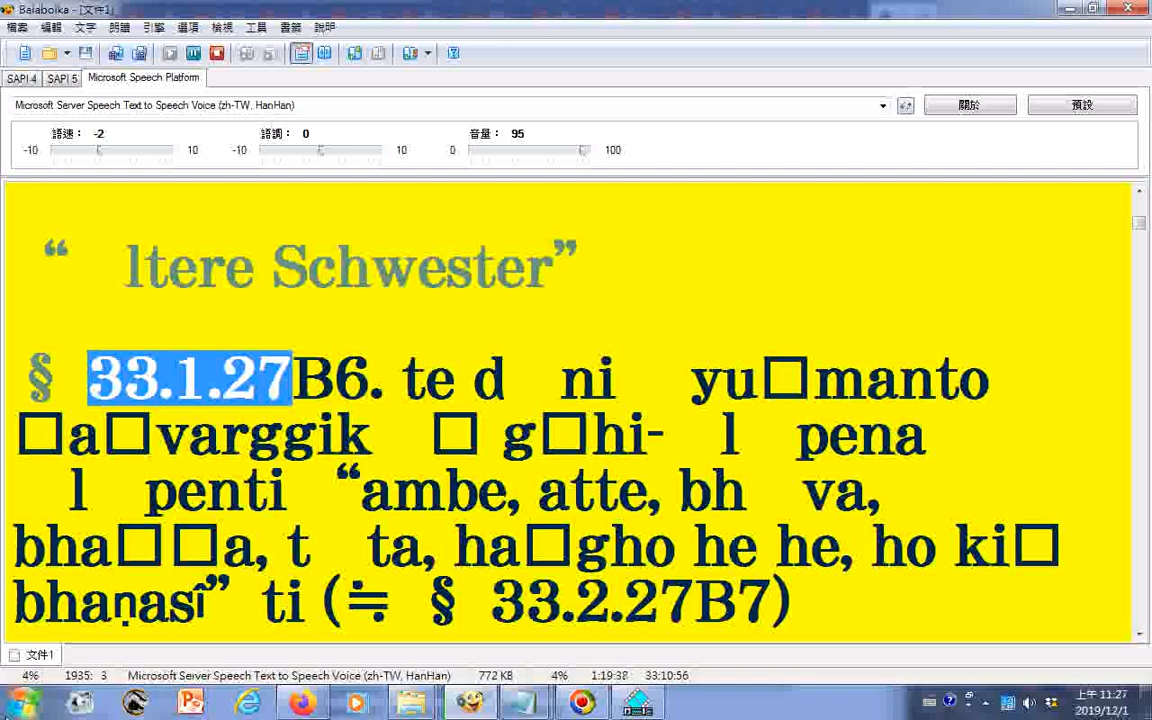 Balabolka - [文件1]
檔案 編輯 文字 朗讀 引擎 選項 檢視 工具 書籤 說明
SAPI 4 SAPI 5 Microsoft Speech Platform
Microsoft Server Speech Text to Speech Voice (zh-TW, HanHan) 關於 預設
語速： -2 語調： 0 音量： 95
-10 10 -10 10 0 100
“ ltere Schwester”
§ 33.1.27B6. te d ni yu□manto
□a□varggik □ g□hi- l pena
l penti “ambe, atte, bh va,
bha□□a, t ta, ha□gho he he, ho ki□
bhaṇasî” ti (≒ § 33.2.27B7)
文件1
4% 1935: 3 Microsoft Server Speech Text to Speech Voice (zh-TW, HanHan) 772 KB 4% 1:19:38 33:10:56
上午 11:27
2019/12/1